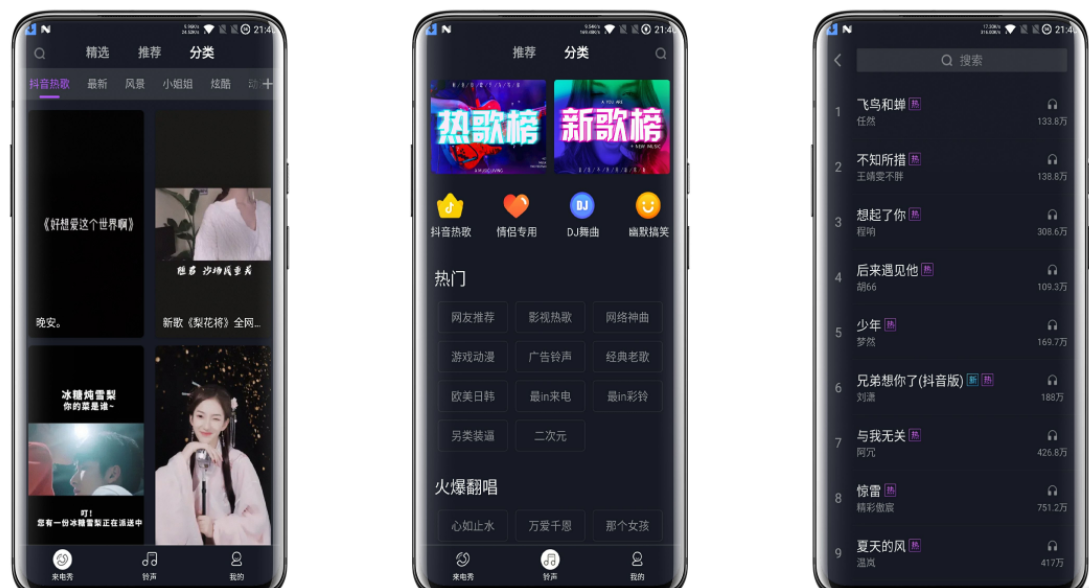 21:40
精选 推荐 分类
抖音热歌 最新 风景 小姐姐 炫酷
《好想爱这个世界啊》
晚安。
新歌《梨花将》全网...
冰糖炖雪梨
你的菜是谁~
叮！
您有一份冰糖雪梨正在派送中
来电秀 铃声 我的
21:40
推荐 分类
热歌榜 新歌榜
抖音热歌 情侣专用 DJ舞曲 幽默搞笑
热门
网友推荐 影视热歌 网络神曲
游戏动漫 广告铃声 经典老歌
欧美日韩 最in来电 最in彩铃
另类装逼 二次元
火爆翻唱
心如止水 万爱千恩 那个女孩
来电秀 铃声 我的
21:40
搜索
1 飞鸟和蝉 热
任然 133.8万
2 不知所措 热
王靖雯不胖 138.8万
3 想起了你 热
程响 308.6万
4 后来遇见他 热
胡66 109.3万
5 少年 热
梦然 169.7万
6 兄弟想你了(抖音版) 新 热
刘潇 188万
7 与我无关 热
阿冗 426.8万
8 惊雷 热
精彩傲宸 751.2万
9 夏天的风 热
温岚 417万